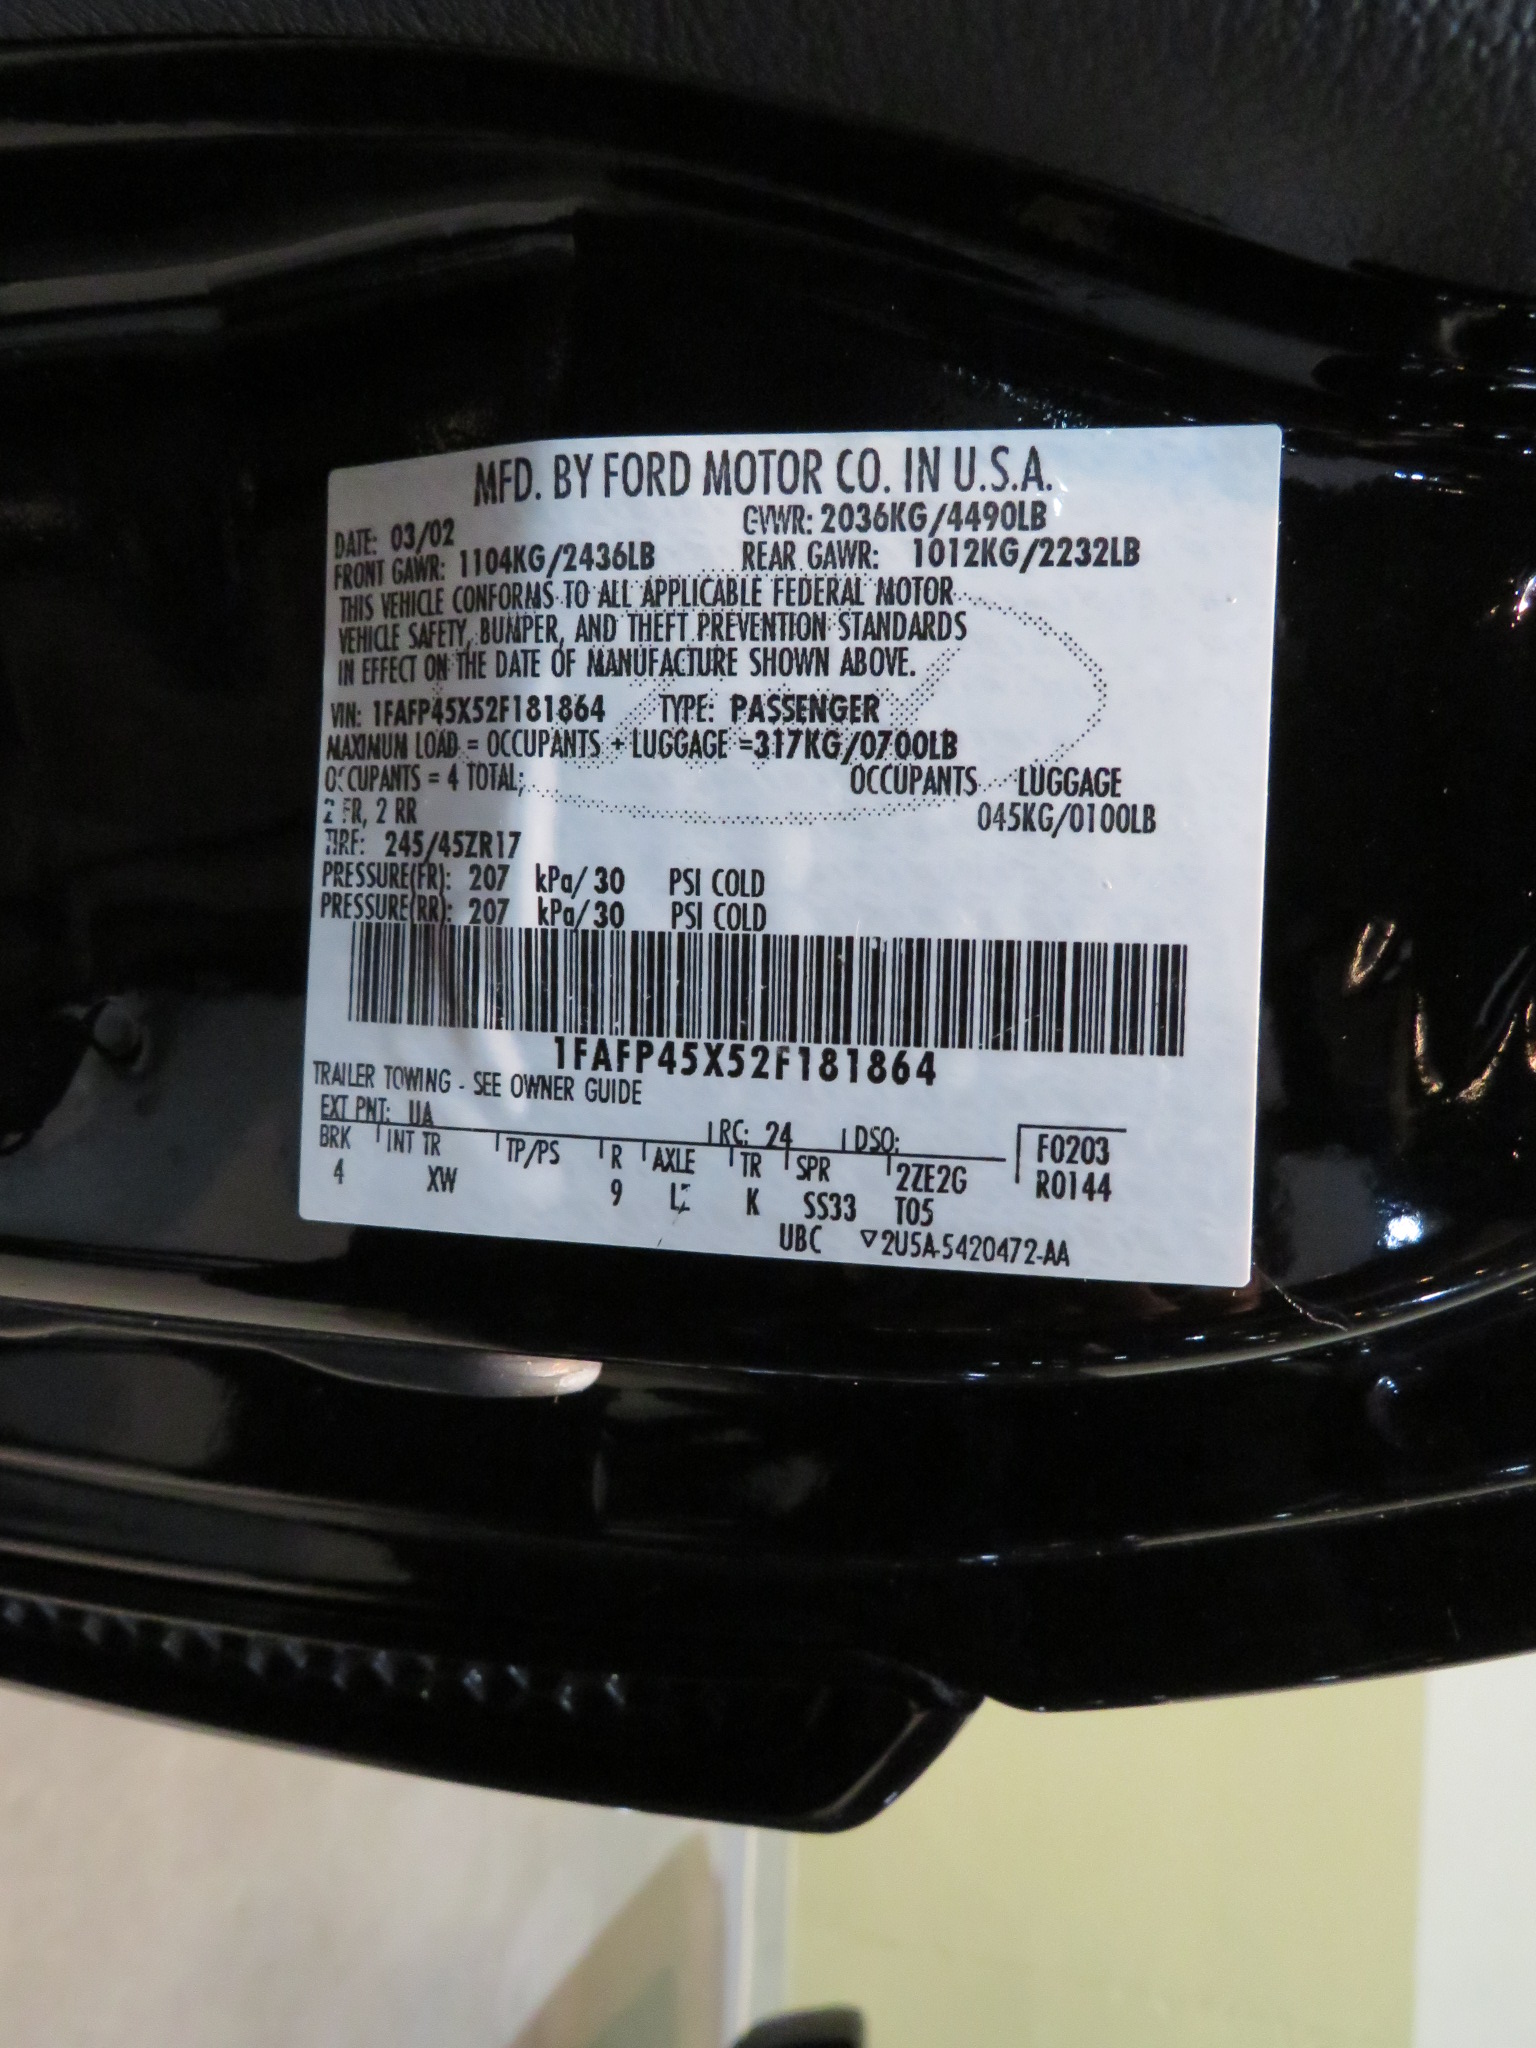 MFD. BY FORD MOTOR CO. IN U.S.A.
DATE: 03/02 GVWR: 2036KG/4490LB
FRONT GAWR: 1104KG/2436LB REAR GAWR: 1012KG/2232LB
THIS VEHICLE CONFORMS TO ALL APPLICABLE FEDERAL MOTOR
VEHICLE SAFETY, BUMPER, AND THEFT PREVENTION STANDARDS
IN EFFECT ON THE DATE OF MANUFACTURE SHOWN ABOVE.
VIN: 1FAFP45X52F181864 TYPE: PASSENGER
MAXIMUM LOAD = OCCUPANTS + LUGGAGE =317KG/0700LB
OCCUPANTS = 4 TOTAL; OCCUPANTS LUGGAGE
2 FR, 2 RR 045KG/0100LB
TIRE: 245/45ZR17
PRESSURE(FR): 207 kPa/ 30 PSI COLD
PRESSURE(RR): 207 kPa/ 30 PSI COLD
1FAFP45X52F181864
TRAILER TOWING - SEE OWNER GUIDE
EXT PNT: UA RC: 24 DSO: F0203
BRK INT TR TP/PS R AXLE TR SPR 2ZE2G R0144
4 XW 9 K SS33 T05
UBC ▽2U5A-5420472-AA